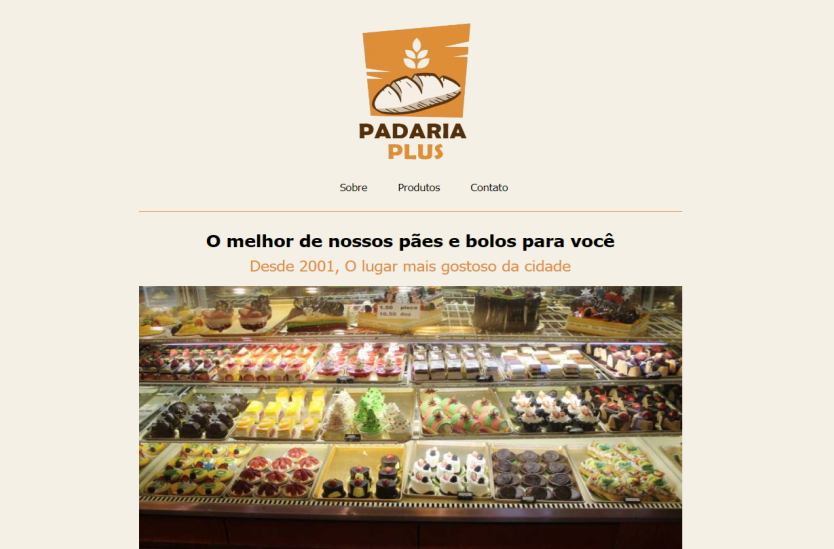 PADARIA
PLUS
Sobre Produtos Contato
O melhor de nossos pães e bolos para você
Desde 2001, O lugar mais gostoso da cidade